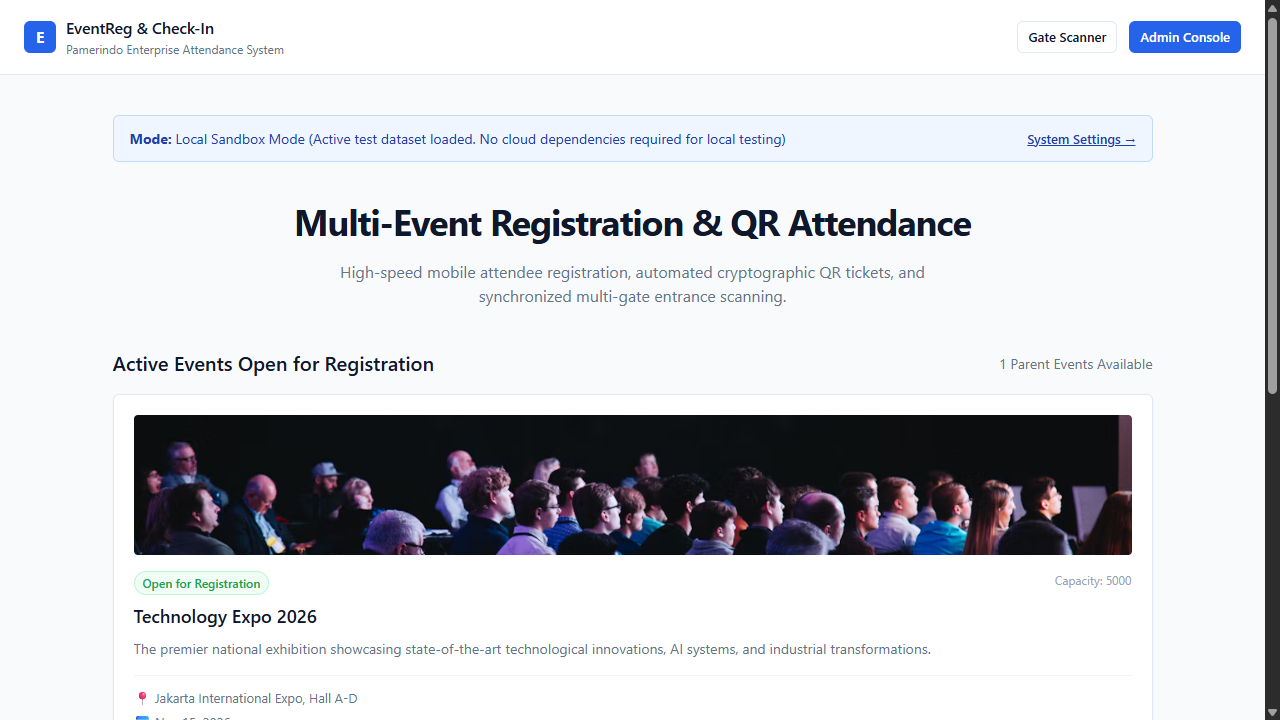 E
EventReg & Check-In
Pamerindo Enterprise Attendance System
Gate Scanner
Admin Console
Mode: Local Sandbox Mode (Active test dataset loaded. No cloud dependencies required for local testing)
System Settings →
Multi-Event Registration & QR Attendance
High-speed mobile attendee registration, automated cryptographic QR tickets, and
synchronized multi-gate entrance scanning.
Active Events Open for Registration
1 Parent Events Available
Open for Registration
Capacity: 5000
Technology Expo 2026
The premier national exhibition showcasing state-of-the-art technological innovations, AI systems, and industrial transformations.
Jakarta International Expo, Hall A-D
Nov 15, 2026